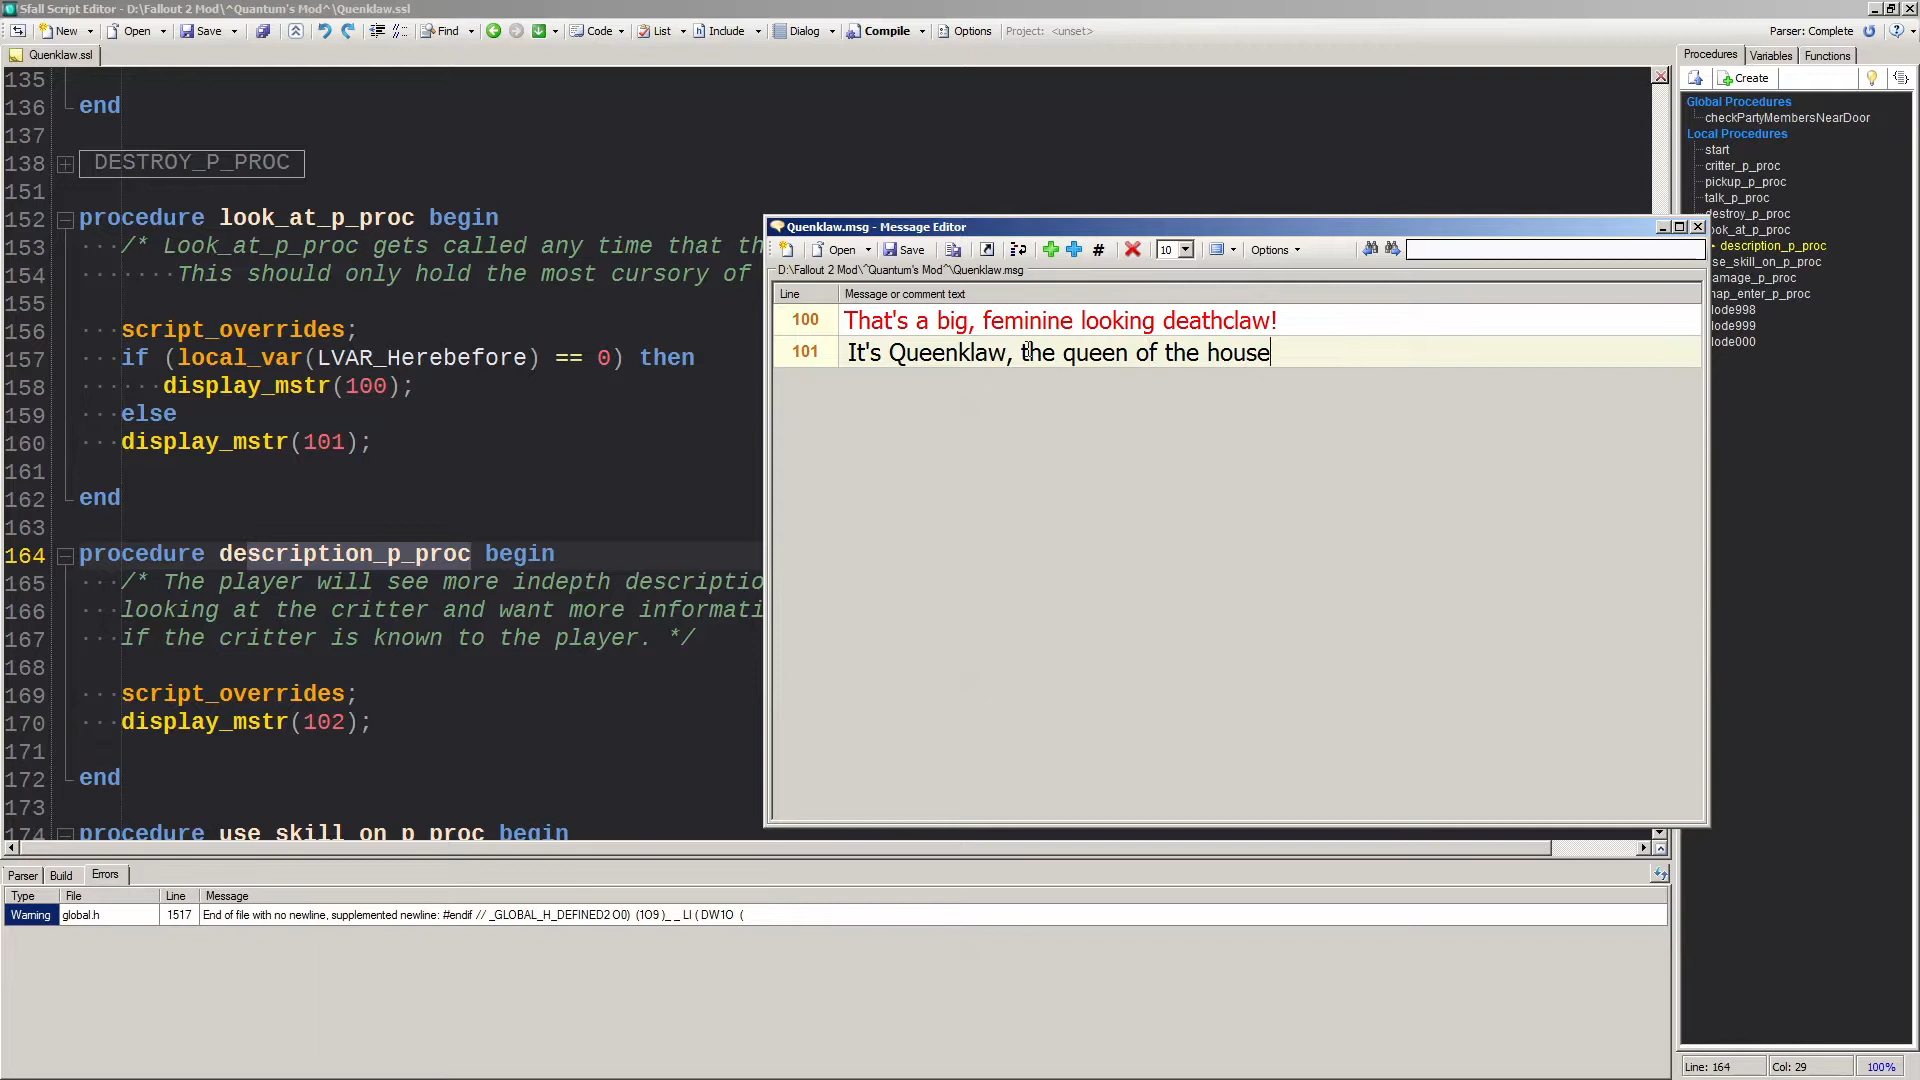 Sfall Script Editor - D:\Fallout 2 Mod\^Quantum's Mod^\Quenklaw.ssl
New Open Save Find Code List Include Dialog Compile Options Project: <unset> Parser: Complete
Quenklaw.ssl
Procedures Variables Functions
Create
Global Procedures
checkPartyMembersNearDoor
Local Procedures
start
critter_p_proc
pickup_p_proc
talk_p_proc
destroy_p_proc
ook_at_p_proc
description_p_proc
se_skill_on_p_proc
amage_p_proc
nap_enter_p_proc
lode998
lode999
lode000
135
136 end
137
138 DESTROY_P_PROC
151
152 procedure look_at_p_proc begin
153 /* Look_at_p_proc gets called any time that th
154 This should only hold the most cursory of
155
156 script_overrides;
157 if (local_var(LVAR_Herebefore) == 0) then
158 display_mstr(100);
159 else
160 display_mstr(101);
161
162 end
163
164 procedure description_p_proc begin
165 /* The player will see more indepth descriptio
166 looking at the critter and want more informati
167 if the critter is known to the player. */
168
169 script_overrides;
170 display_mstr(102);
171
172 end
173
174 procedure use_skill_on_p_proc begin
Quenklaw.msg - Message Editor
Open Save # 10 Options
D:\Fallout 2 Mod\^Quantum's Mod^\Quenklaw.msg
Line Message or comment text
100 That's a big, feminine looking deathclaw!
101 It's Queenklaw, the queen of the house
Parser Build Errors
Type File Line Message
Warning global.h 1517 End of file with no newline, supplemented newline: #endif // _GLOBAL_H_DEFINED2 O0) (1O9 )_ _ LI ( DW1O (
Line: 164 Col: 29 100%